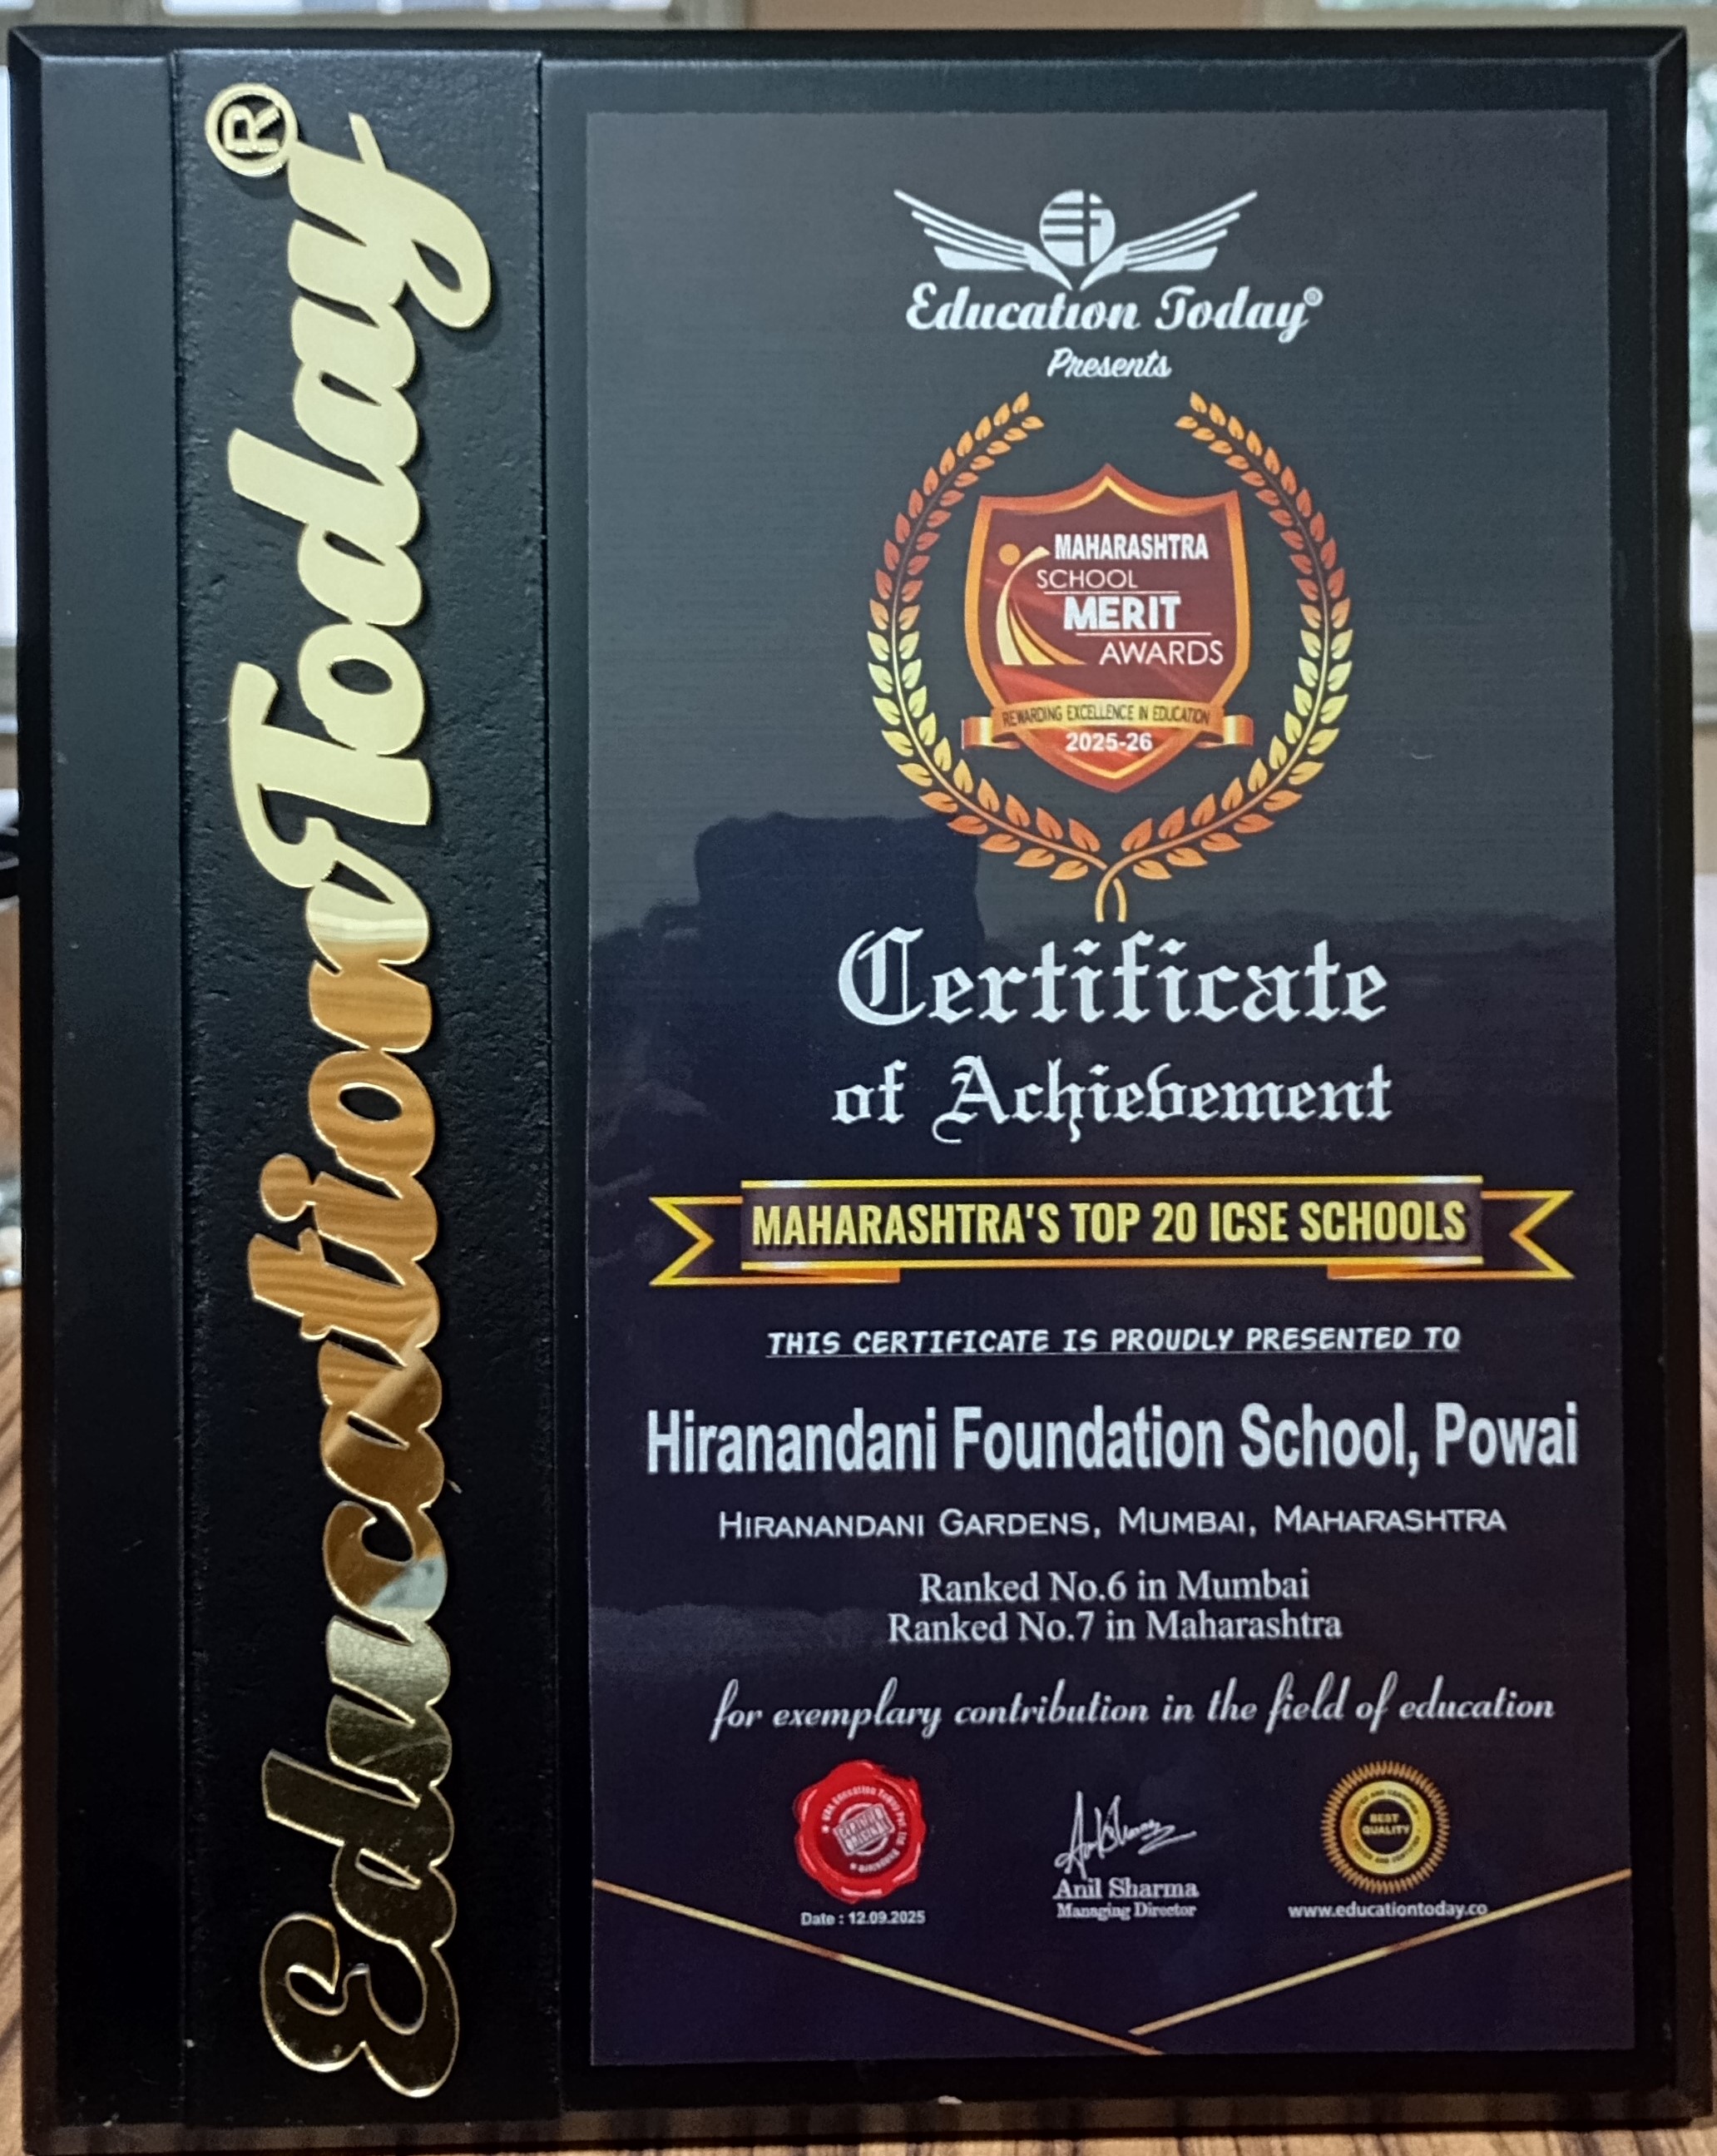 Education Today®
Education Today®
Presents
MAHARASHTRA
SCHOOL
MERIT
AWARDS
REWARDING EXCELLENCE IN EDUCATION
2025-26
Certificate
of Achievement
MAHARASHTRA'S TOP 20 ICSE SCHOOLS
THIS CERTIFICATE IS PROUDLY PRESENTED TO
Hiranandani Foundation School, Powai
HIRANANDANI GARDENS, MUMBAI, MAHARASHTRA
Ranked No.6 in Mumbai
Ranked No.7 in Maharashtra
for exemplary contribution in the field of education
CERTIFIED
ORIGINAL
Date : 12.09.2025
Anil Sharma
Managing Director
BEST
QUALITY
www.educationtoday.co